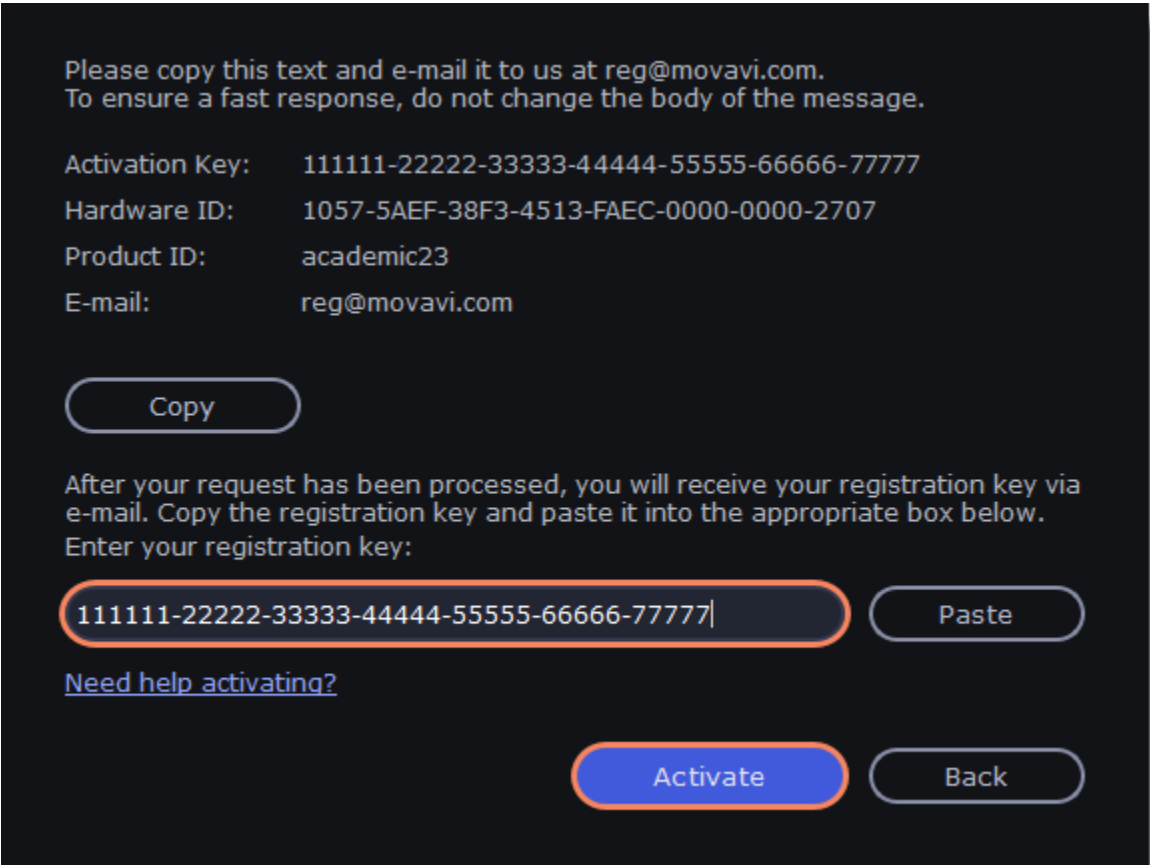 Please copy this text and e-mail it to us at reg@movavi.com.
To ensure a fast response, do not change the body of the message.
Activation Key: 111111-22222-33333-44444-55555-66666-77777
Hardware ID: 1057-5AEF-38F3-4513-FAEC-0000-0000-2707
Product ID: academic23
E-mail: reg@movavi.com
Copy
After your request has been processed, you will receive your registration key via
e-mail. Copy the registration key and paste it into the appropriate box below.
Enter your registration key:
111111-22222-33333-44444-55555-66666-77777 Paste
Need help activating?
Activate Back